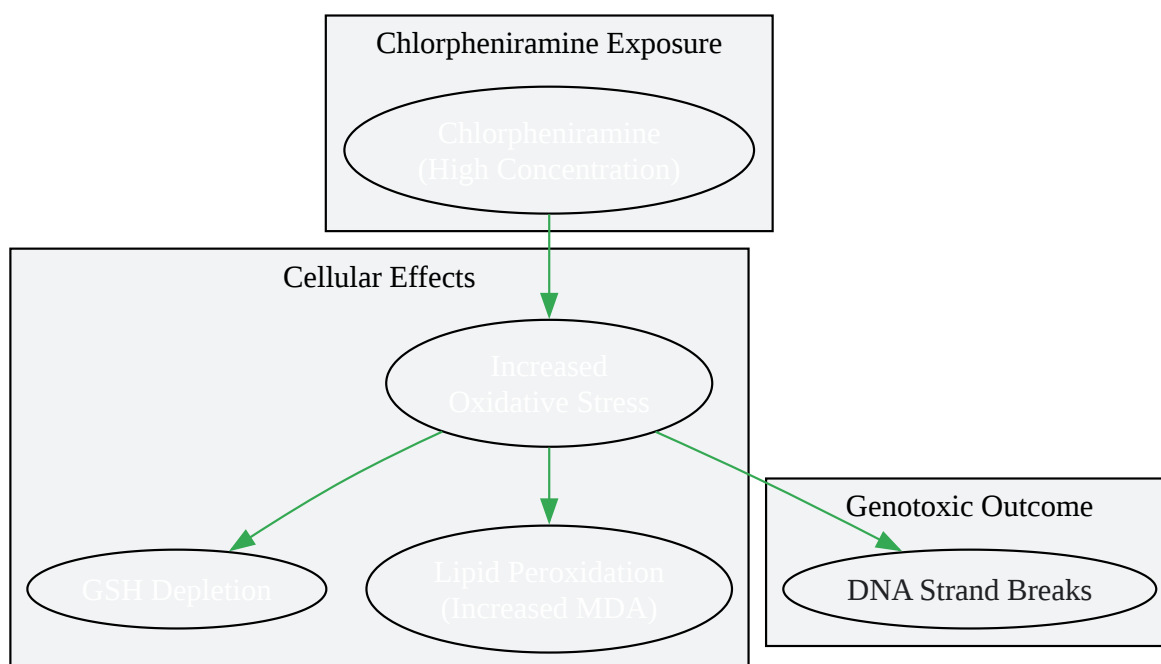 Chlorpheniramine Exposure
Chlorpheniramine
(High Concentration)
Cellular Effects
Increased
Oxidative Stress
GSH Depletion
Lipid Peroxidation
(Increased MDA)
Genotoxic Outcome
DNA Strand Breaks